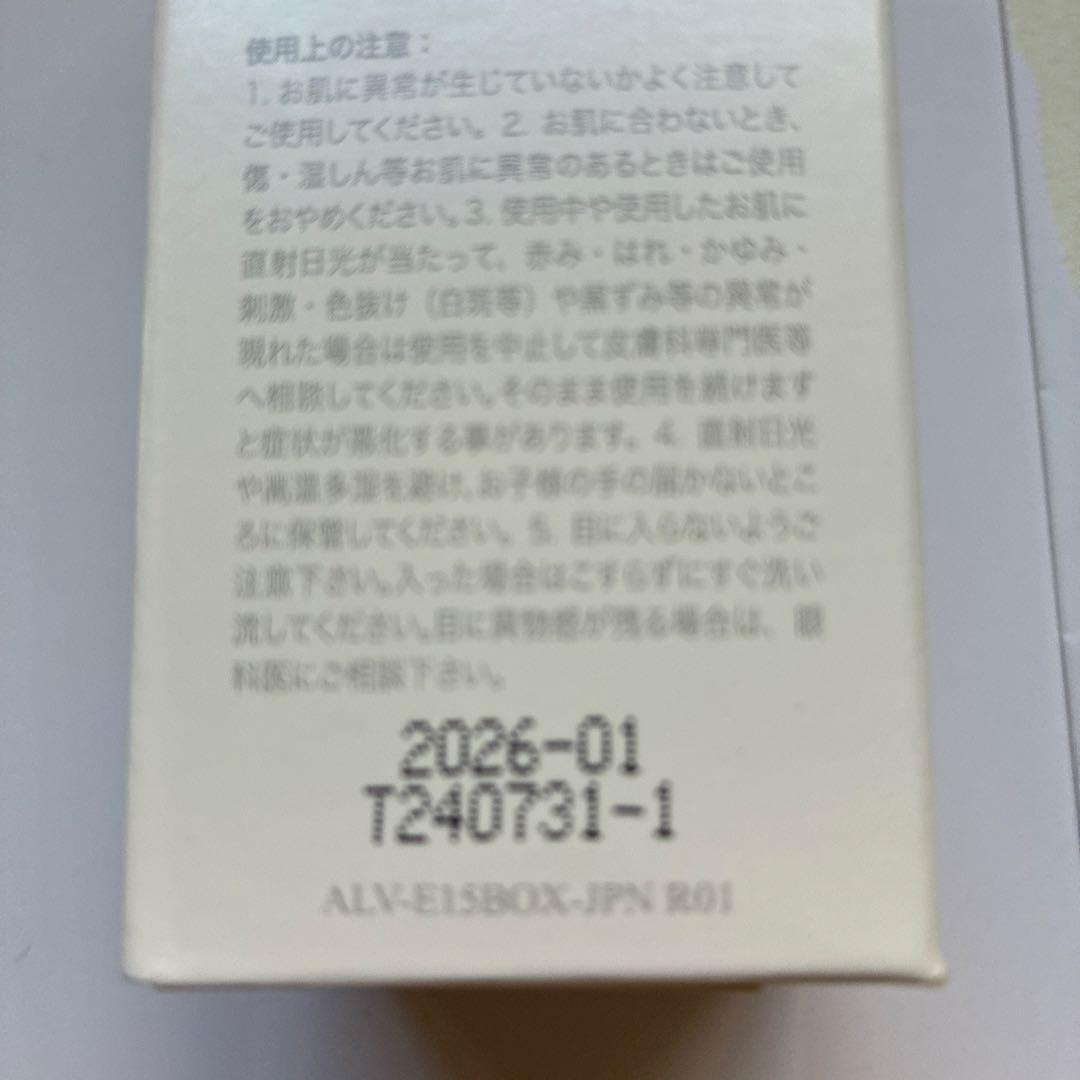 使用上の注意：
1. お肌に異常が生じていないかよく注意して
ご使用してください。2. お肌に合わないとき、
傷・湿しん等お肌に異常のあるときはご使用
をおやめください。3. 使用中や使用したお肌に
直射日光が当たって、赤み・はれ・かゆみ・
刺激・色抜け（白斑等）や黒ずみ等の異常が
現れた場合は使用を中止して皮膚科専門医等
へ相談してください。そのまま使用を続けます
と症状が悪化する事があります。4. 直射日光
や高温多湿を避け、お子様の手の届かないとこ
ろに保管してください。5. 目に入らないようご
注意下さい。入った場合はこすらずにすぐ洗い
流してください。目に異物感が残る場合は、眼
科医にご相談下さい。
2026-01
T240731-1
ALV-E15BOX-JPN R01